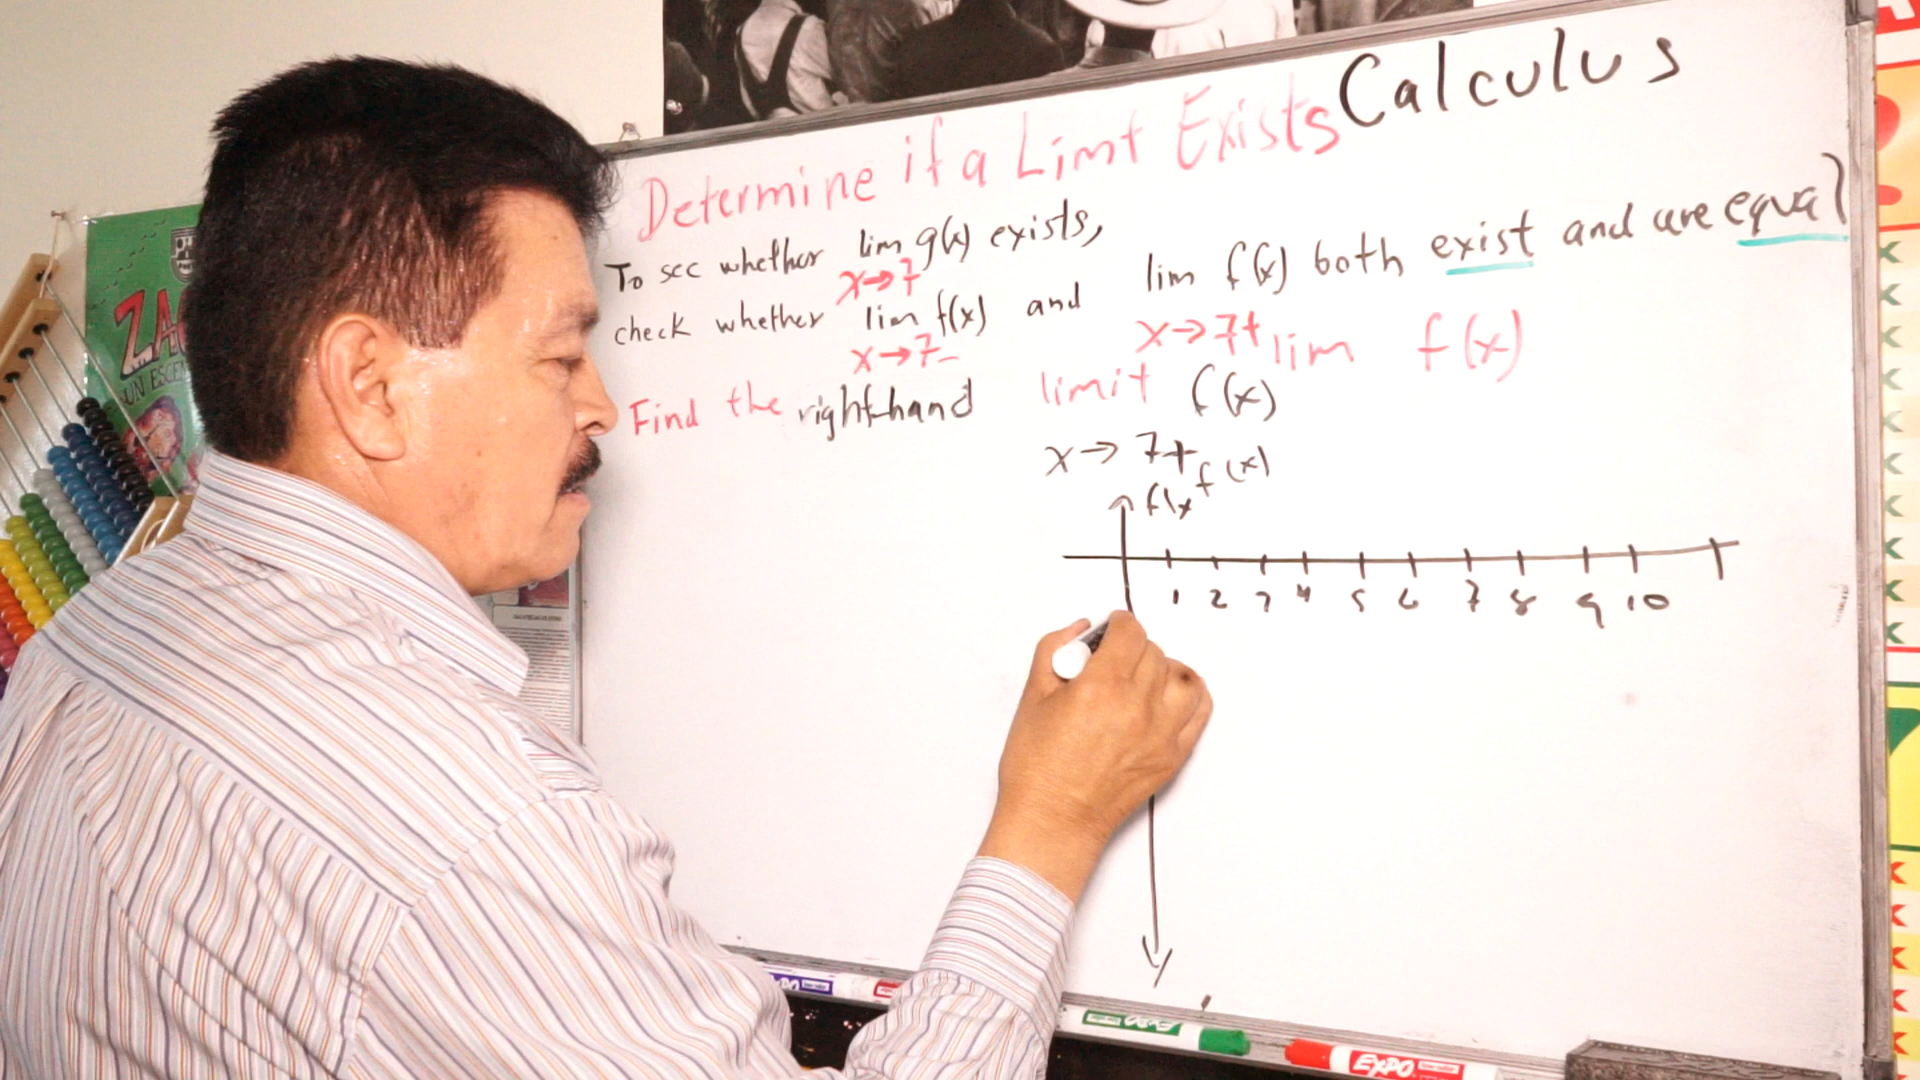 Calculus
Determine if a Limt Exists
To see whether lim g(x) exists,
x→7
check whether lim f(x) and lim f(x) both exist and are equal
x→7- x→7+
lim f(x)
Find the right-hand limit f(x)
x→7+
f(x)
f(x
1 2 3 4 5 6 7 8 9 10
ZA
UN ESCE
EXPO